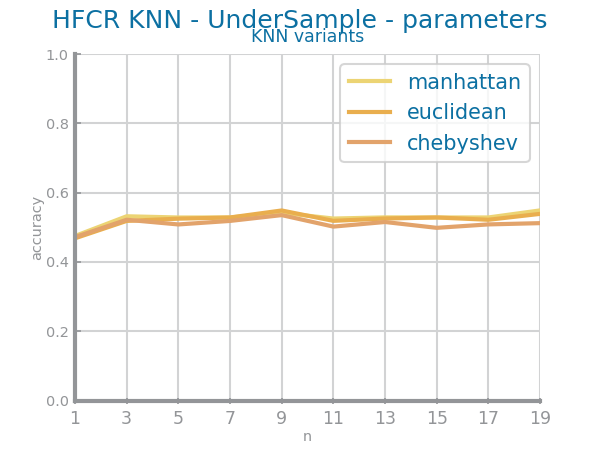 HFCR KNN - UnderSample - parameters
KNN variants
manhattan
euclidean
chebyshev
accuracy
1.0
0.8
0.6
0.4
0.2
0.0
1 3 5 7 9 11 13 15 17 19
n